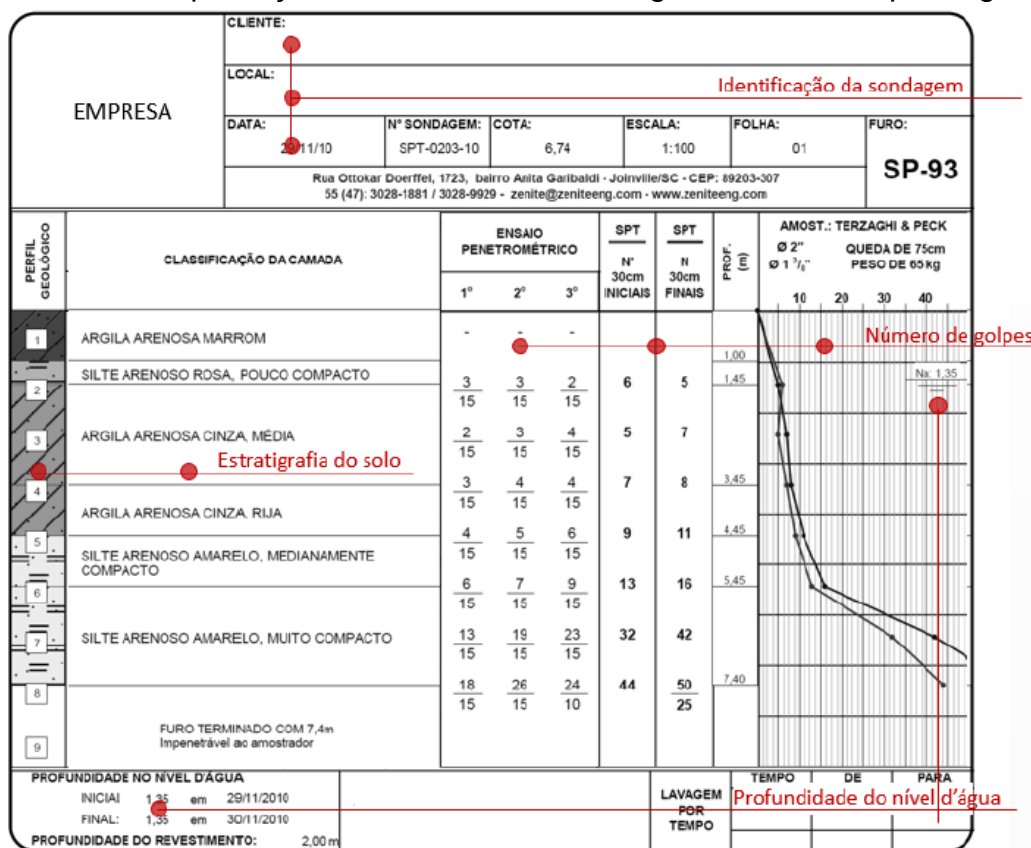 CLIENTE:
LOCAL:
Identificação da sondagem
EMPRESA
DATA: Nº SONDAGEM: COTA: ESCALA: FOLHA: FURO:
29/11/10 SPT-0203-10 6,74 1:100 01 SP-93
Rua Ottokar Doerffel, 1723, bairro Anita Garibaldi - Joinville/SC - CEP: 89203-307
55 (47): 3028-1881 / 3028-9929 - zenite@zeniteeng.com - www.zeniteeng.com
PERFIL GEOLÓGICO
CLASSIFICAÇÃO DA CAMADA
ENSAIO PENETROMÉTRICO
1º 2º 3º
SPT N' 30cm INICIAIS
SPT N 30cm FINAIS
PROF. (m)
AMOST.: TERZAGHI & PECK
Ø 2" QUEDA DE 75cm
Ø 1 3/8" PESO DE 65 kg
10 20 30 40
1 ARGILA ARENOSA MARROM - - -
Número de golpes
1,00
SILTE ARENOSO ROSA, POUCO COMPACTO
2 3/15 3/15 2/15 6 5 1,45
Na: 1,35
3 ARGILA ARENOSA CINZA, MÉDIA 2/15 3/15 4/15 5 7
Estratigrafia do solo
4 3/15 4/15 4/15 7 8 3,45
ARGILA ARENOSA CINZA, RIJA
5 4/15 5/15 6/15 9 11 4,45
SILTE ARENOSO AMARELO, MEDIANAMENTE
COMPACTO
6 6/15 7/15 9/15 13 16 5,45
7 SILTE ARENOSO AMARELO, MUITO COMPACTO 13/15 19/15 23/15 32 42
8 18/15 26/15 24/10 44 50/25 7,40
FURO TERMINADO COM 7,4m
9 Impenetrável ao amostrador
PROFUNDIDADE NO NÍVEL D'ÁGUA
INICIAL 1,35 em 29/11/2010
FINAL: 1,35 em 30/11/2010
PROFUNDIDADE DO REVESTIMENTO: 2,00 m
LAVAGEM POR TEMPO
TEMPO DE PARA
Profundidade do nível d'água